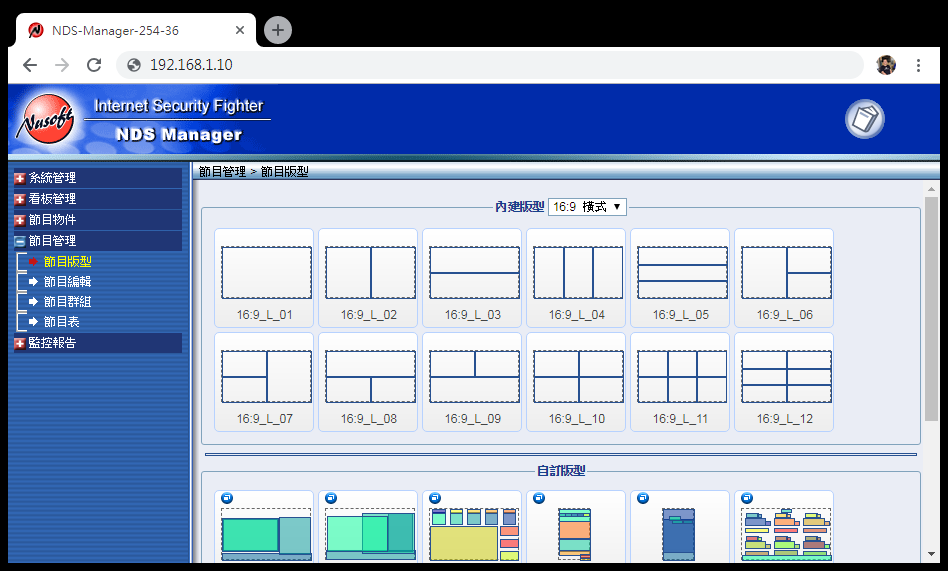 NDS-Manager-254-36
192.168.1.10
Nusoft
Internet Security Fighter
NDS Manager
系統管理
看板管理
節目物件
節目管理
節目版型
節目編輯
節目群組
節目表
監控報告
節目管理 > 節目版型
內建版型 16:9 橫式
16:9_L_01 16:9_L_02 16:9_L_03 16:9_L_04 16:9_L_05 16:9_L_06
16:9_L_07 16:9_L_08 16:9_L_09 16:9_L_10 16:9_L_11 16:9_L_12
自訂版型